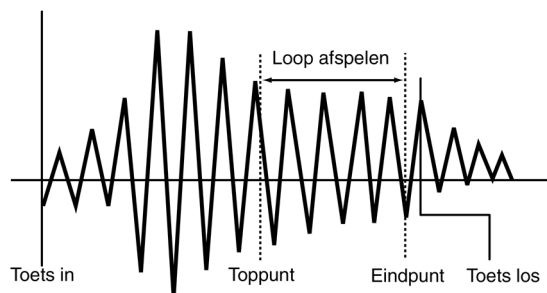 Loop afspelen
Toets in
Toppunt
Eindpunt
Toets los